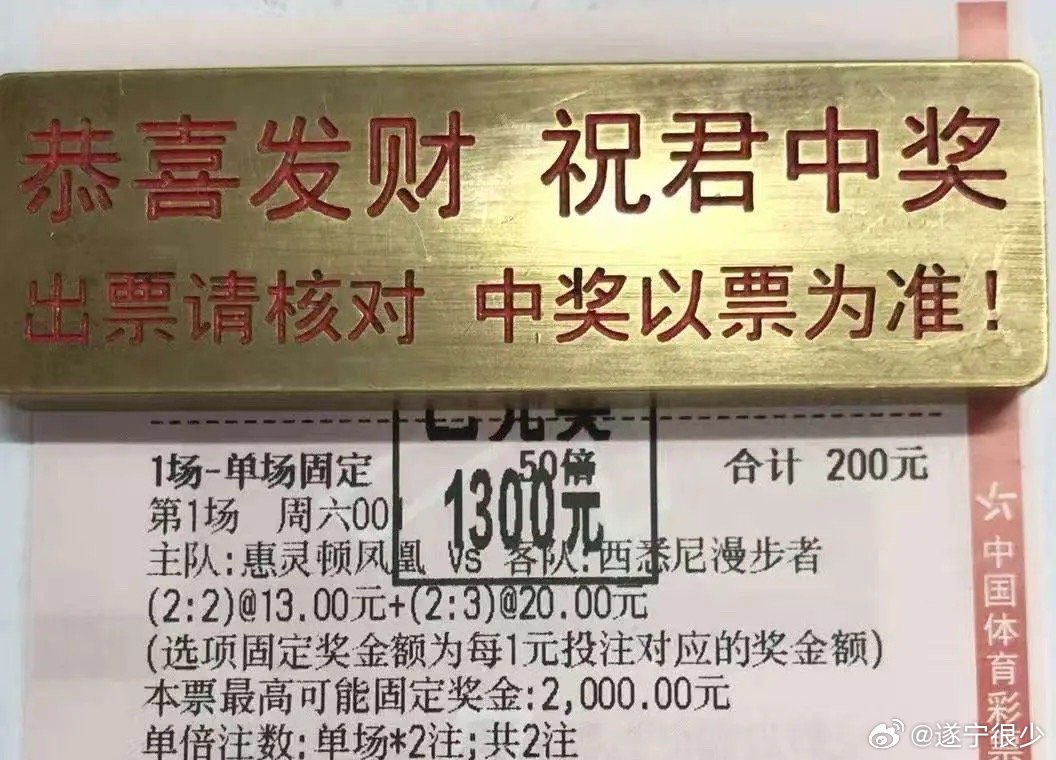 恭喜发财 祝君中奖
出票请核对 中奖以票为准!
已兑奖
1300元
1场-单场固定 50倍 合计 200元
第1场 周六00
主队:惠灵顿凤凰 Vs 客队:西悉尼漫步者
(2:2)@13.00元+(2:3)@20.00元
(选项固定奖金额为每1元投注对应的奖金额)
本票最高可能固定奖金:2,000.00元
单倍注数:单场*2注;共2注
中国体育彩票
@遂宁很少